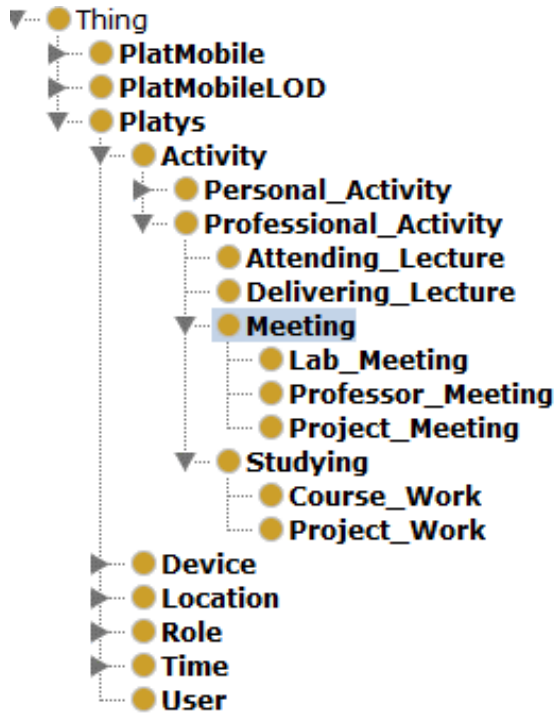 Thing
PlatMobile
PlatMobileLOD
Platys
Activity
Personal_Activity
Professional_Activity
Attending_Lecture
Delivering_Lecture
Meeting
Lab_Meeting
Professor_Meeting
Project_Meeting
Studying
Course_Work
Project_Work
Device
Location
Role
Time
User